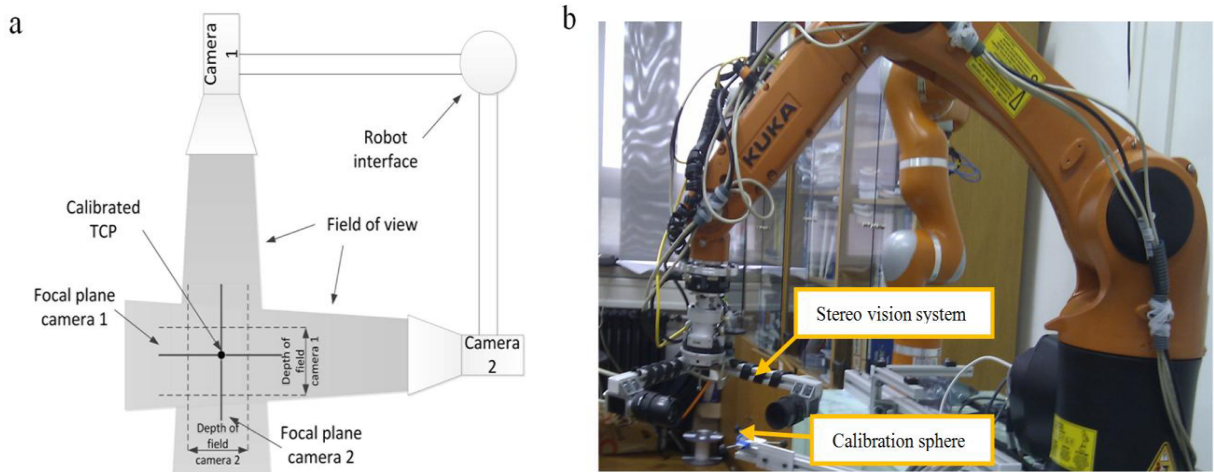 a
Camera
1
Robot
interface
Calibrated
TCP
Field of view
Focal plane
camera 1
Depth of
field
camera 1
Camera
2
Depth of
field
camera 2
Focal plane
camera 2
b
KUKA
Stereo vision system
Calibration sphere